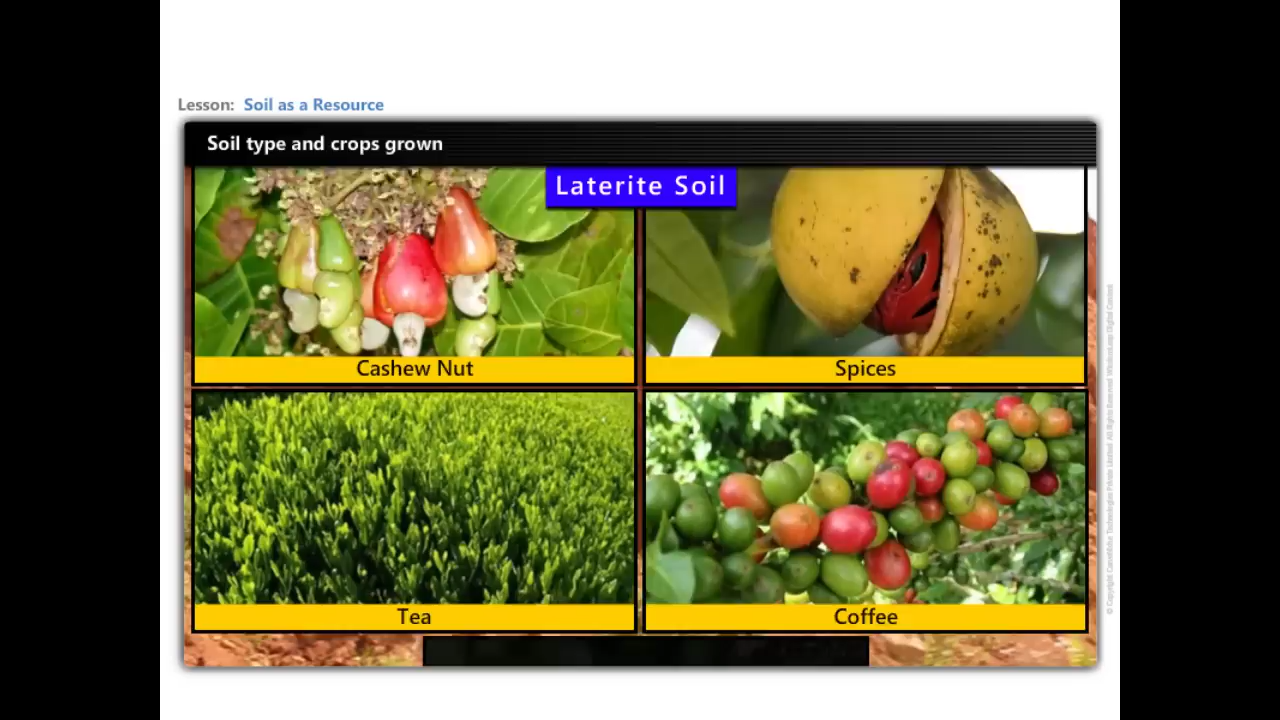 Lesson: Soil as a Resource
Soil type and crops grown
Laterite Soil
Cashew Nut
Spices
Tea
Coffee